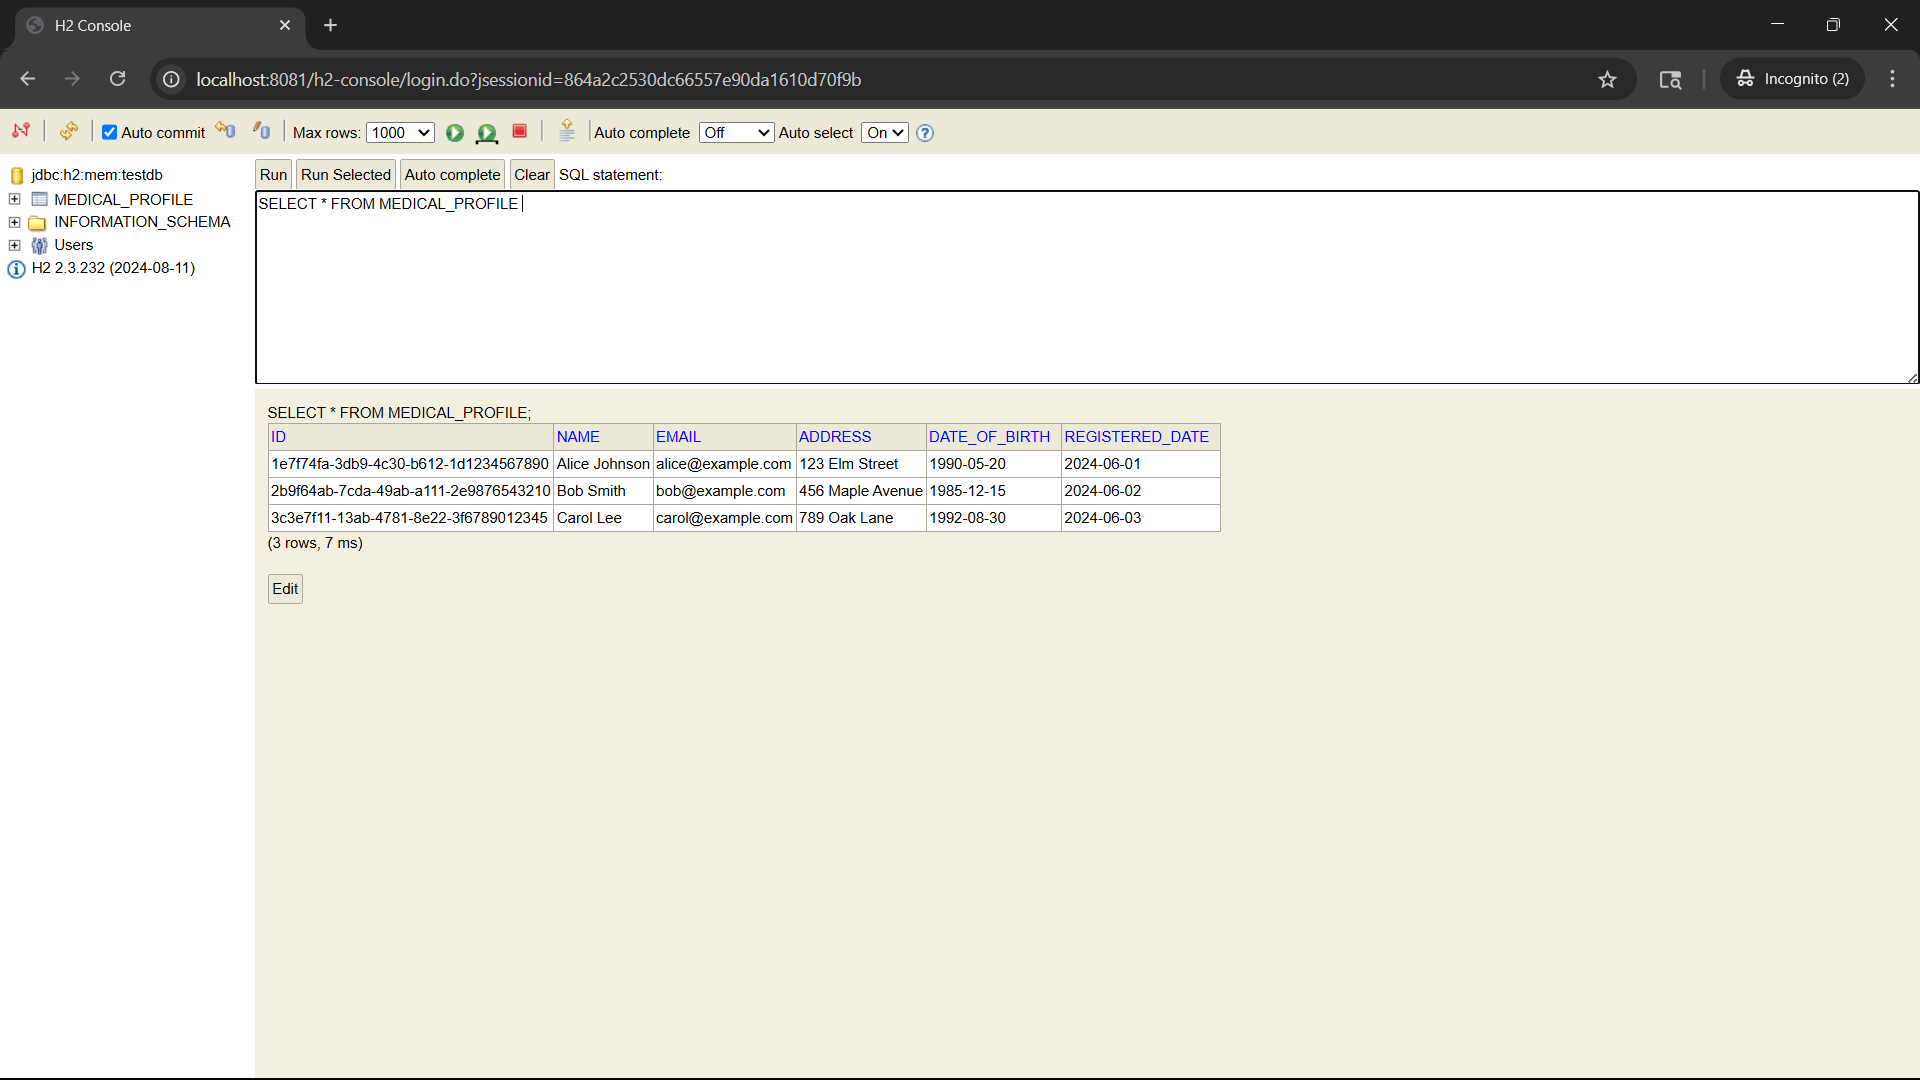 H2 Console
localhost:8081/h2-console/login.do?jsessionid=864a2c2530dc66557e90da1610d70f9b
Incognito (2)
Auto commit Max rows: 1000 Auto complete Off Auto select On
jdbc:h2:mem:testdb
MEDICAL_PROFILE
INFORMATION_SCHEMA
Users
H2 2.3.232 (2024-08-11)
Run Run Selected Auto complete Clear SQL statement:
SELECT * FROM MEDICAL_PROFILE
SELECT * FROM MEDICAL_PROFILE;
ID NAME EMAIL ADDRESS DATE_OF_BIRTH REGISTERED_DATE
1e7f74fa-3db9-4c30-b612-1d1234567890 Alice Johnson alice@example.com 123 Elm Street 1990-05-20 2024-06-01
2b9f64ab-7cda-49ab-a111-2e9876543210 Bob Smith bob@example.com 456 Maple Avenue 1985-12-15 2024-06-02
3c3e7f11-13ab-4781-8e22-3f6789012345 Carol Lee carol@example.com 789 Oak Lane 1992-08-30 2024-06-03
(3 rows, 7 ms)
Edit